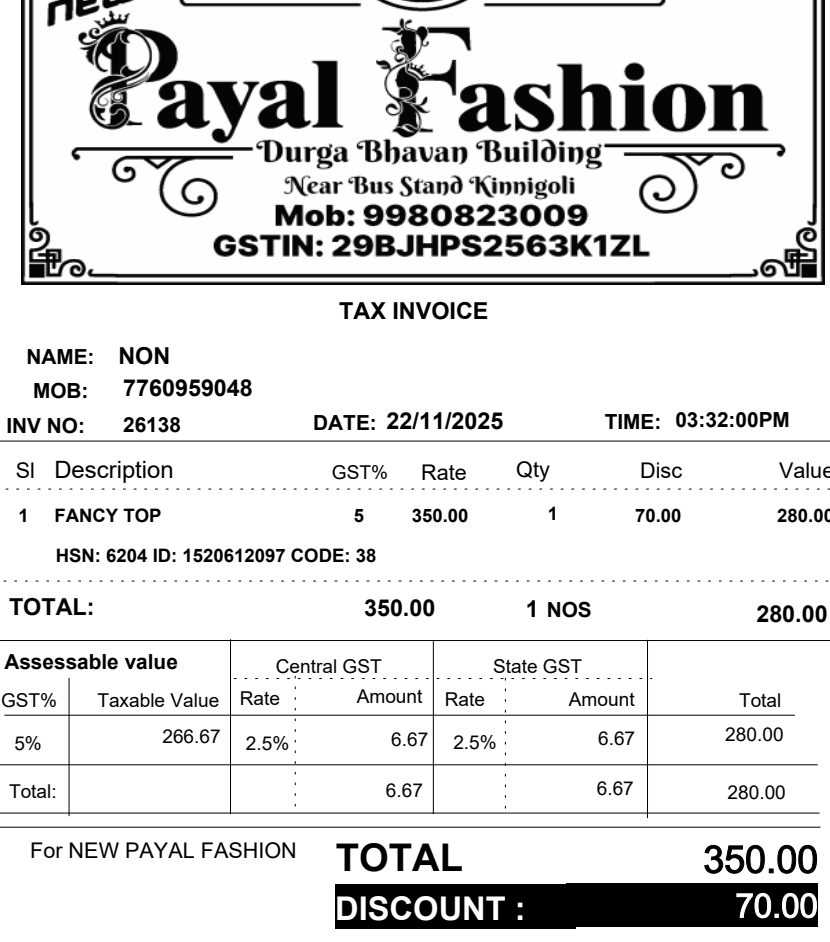 new
Payal Fashion
Durga Bhavan Building
Near Bus Stand Kinnigoli
Mob: 9980823009
GSTIN: 29BJHPS2563K1ZL
TAX INVOICE
NAME: NON
MOB: 7760959048
INV NO: 26138 DATE: 22/11/2025 TIME: 03:32:00PM
Sl Description GST% Rate Qty Disc Value
1 FANCY TOP 5 350.00 1 70.00 280.00
HSN: 6204 ID: 1520612097 CODE: 38
TOTAL: 350.00 1 NOS 280.00
Assessable value Central GST State GST
GST% Taxable Value Rate Amount Rate Amount Total
5% 266.67 2.5% 6.67 2.5% 6.67 280.00
Total: 6.67 6.67 280.00
For NEW PAYAL FASHION TOTAL 350.00
DISCOUNT : 70.00